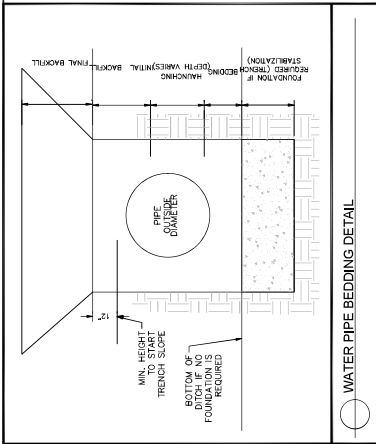 FINAL BACKFILL
BACKFILL
(DEPTH VARIES)INITIAL
HAUNCHING
BEDDING
FOUNDATION IF
REQUIRED (TRENCH
STABILIZATION)
PIPE
OUTSIDE
DIAMETER
12"
MIN. HEIGHT
TO START
TRENCH SLOPE
BOTTOM OF
DITCH IF NO
FOUNDATION IS
REQUIRED
WATER PIPE BEDDING DETAIL